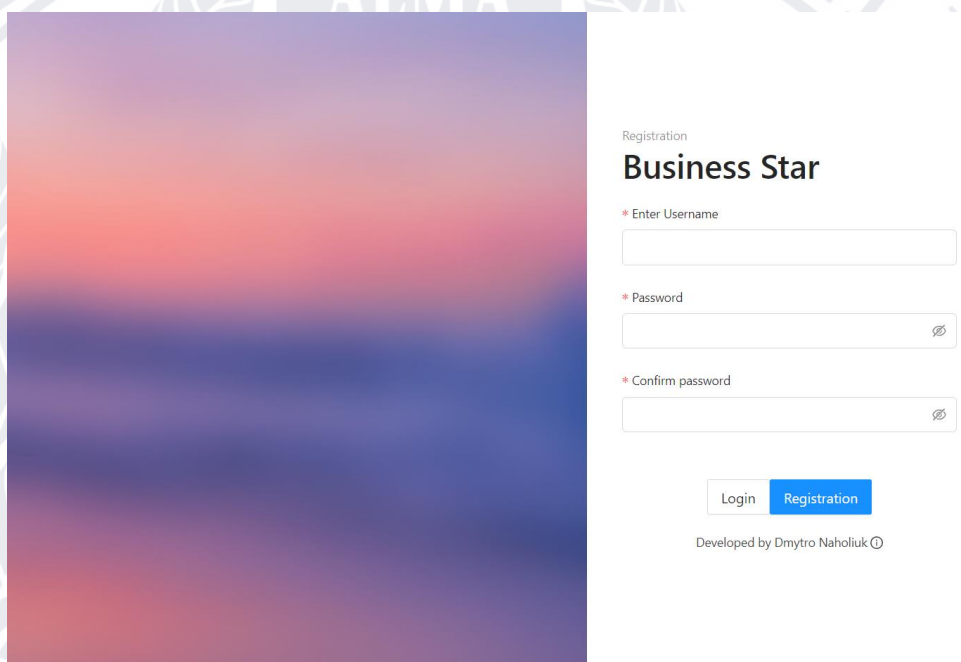 Registration
Business Star
* Enter Username
* Password
* Confirm password
Login
Registration
Developed by Dmytro Naholiuk